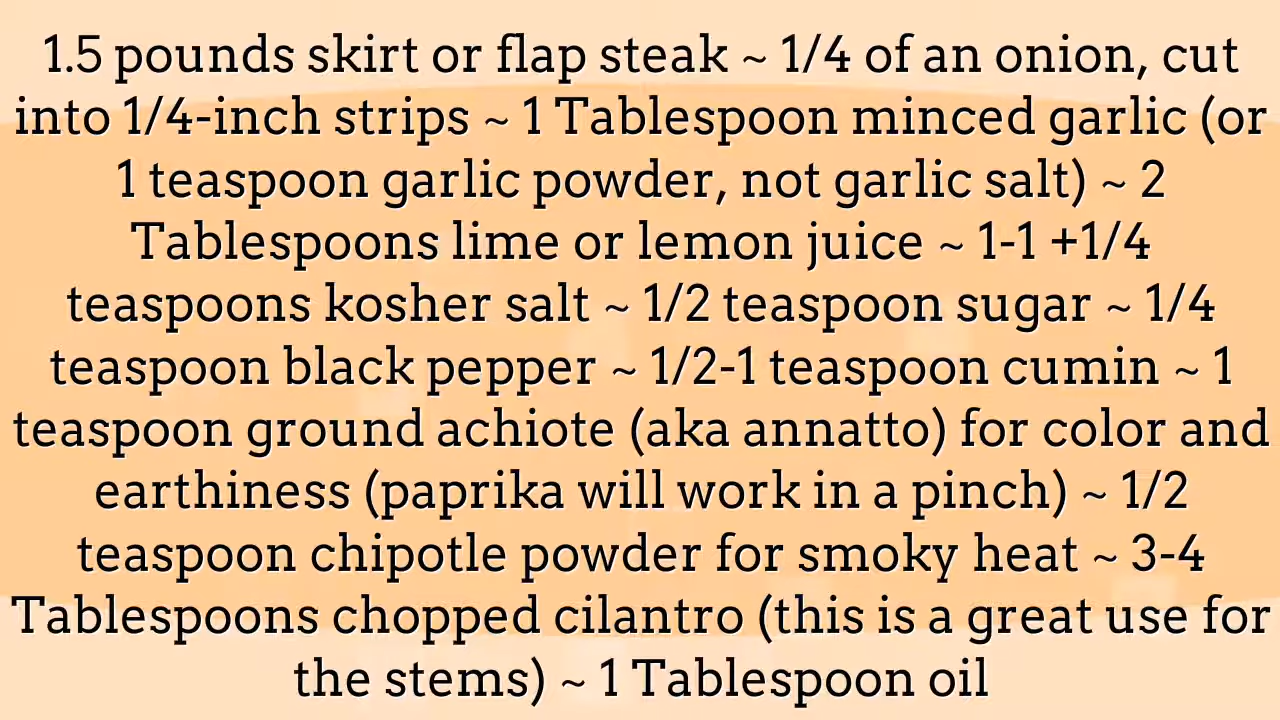 1.5 pounds skirt or flap steak ~ 1/4 of an onion, cut
into 1/4-inch strips ~ 1 Tablespoon minced garlic (or
1 teaspoon garlic powder, not garlic salt) ~ 2
Tablespoons lime or lemon juice ~ 1-1 +1/4
teaspoons kosher salt ~ 1/2 teaspoon sugar ~ 1/4
teaspoon black pepper ~ 1/2-1 teaspoon cumin ~ 1
teaspoon ground achiote (aka annatto) for color and
earthiness (paprika will work in a pinch) ~ 1/2
teaspoon chipotle powder for smoky heat ~ 3-4
Tablespoons chopped cilantro (this is a great use for
the stems) ~ 1 Tablespoon oil